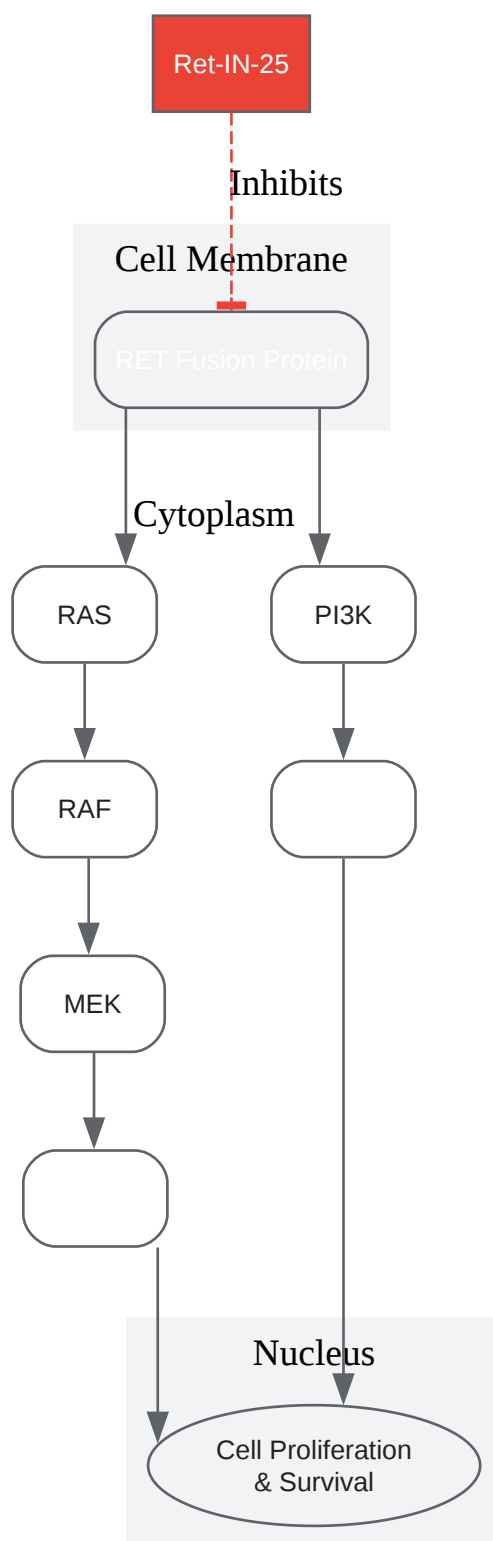 Ret-IN-25
Inhibits
Cell Membrane
RET Fusion Protein
Cytoplasm
RAS
PI3K
RAF
MEK
Nucleus
Cell Proliferation
& Survival